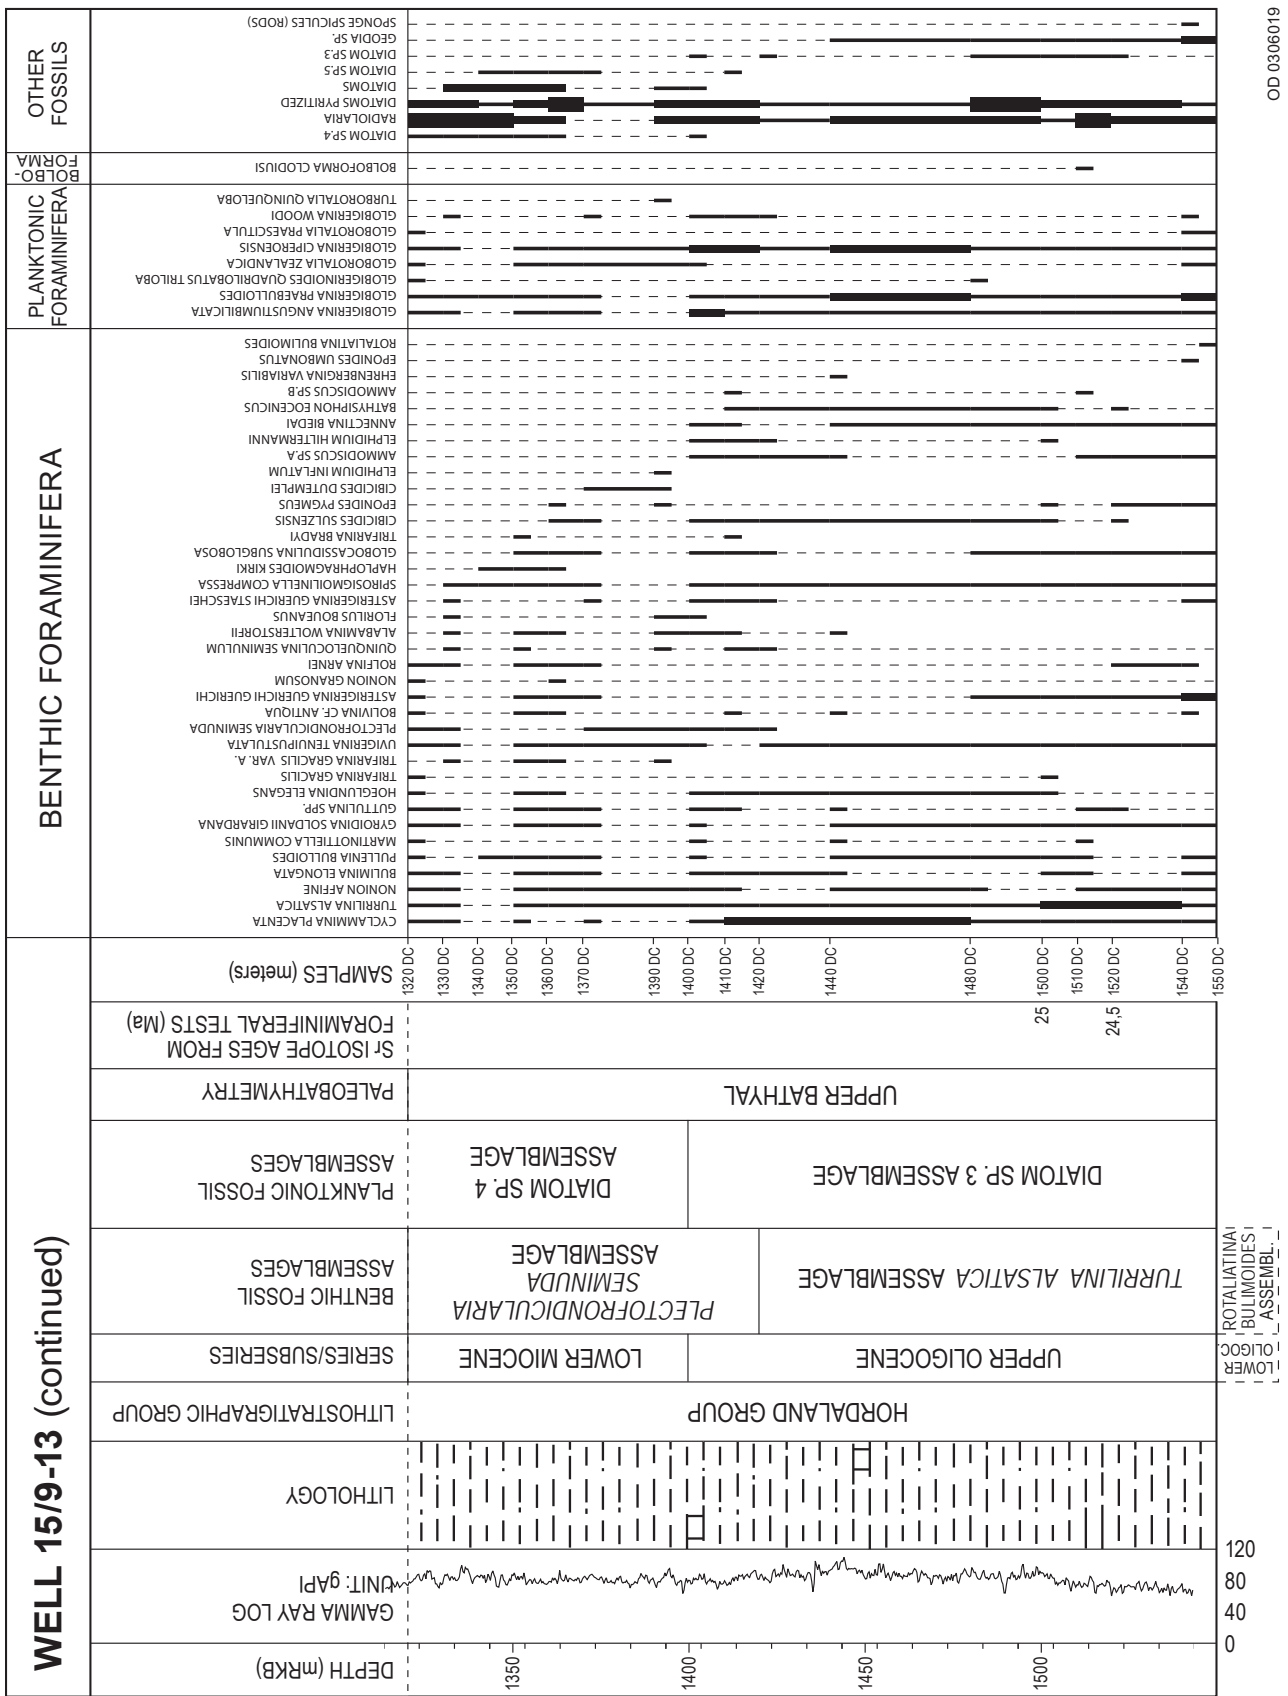 WELL 15/9-13 (continued)
DEPTH (mRKB)
1350
1400
1450
1500
GAMMA RAY LOG
UNIT: gAPI
0
40
80
120
LITHOLOGY
LITHOSTRATIGRAPHIC GROUP
HORDALAND GROUP
SERIES/SUBSERIES
LOWER MIOCENE
UPPER OLIGOCENE
LOWER
OLIGOC.
BENTHIC FOSSIL
ASSEMBLAGES
PLECTOFRONDICULARIA
SEMINUDA
ASSEMBLAGE
TURRILINA ALSATICA ASSEMBLAGE
ROTALIATINA
BULIMOIDES
ASSEMBL.
PLANKTONIC FOSSIL
ASSEMBLAGES
DIATOM SP. 4
ASSEMBLAGE
DIATOM SP. 3 ASSEMBLAGE
PALEOBATHYMETRY
UPPER BATHYAL
Sr ISOTOPE AGES FROM
FORAMINIFERAL TESTS (Ma)
25
24,5
SAMPLES (meters)
1320 DC
1330 DC
1340 DC
1350 DC
1360 DC
1370 DC
1390 DC
1400 DC
1410 DC
1420 DC
1440 DC
1480 DC
1500 DC
1510 DC
1520 DC
1540 DC
1550 DC
BENTHIC FORAMINIFERA
CYCLAMMINA PLACENTA
TURRILINA ALSATICA
NONION AFFINE
BULIMINA ELONGATA
PULLENIA BULLOIDES
MARTINOTTIELLA COMMUNIS
GYROIDINA SOLDANII GIRARDANA
GUTTULINA SPP.
HOEGLUNDINA ELEGANS
TRIFARINA GRACILIS
TRIFARINA GRACILIS VAR. A.
UVIGERINA TENUIPUSTULATA
PLECTOFRONDICULARIA SEMINUDA
BOLIVINA CF. ANTIQUA
ASTERIGERINA GUERICHI GUERICHI
NONION GRANOSUM
ROLFINA ARNEI
QUINQUELOCULINA SEMINULUM
ALABAMINA WOLTERSTORFII
FLORILUS BOUEANUS
ASTERIGERINA GUERICHI STAESCHEI
SPIROSIGMOILINELLA COMPRESSA
HAPLOPHRAGMOIDES KIRKI
GLOBOCASSIDULINA SUBGLOBOSA
TRIFARINA BRADYI
CIBICIDES SULZENSIS
EPONIDES PYGMEUS
CIBICIDES DUTEMPLEI
ELPHIDIUM INFLATUM
AMMODISCUS SP.A
ELPHIDIUM HILTERMANNI
ANNECTINA BIEDAI
BATHYSIPHON EOCENICUS
AMMODISCUS SP.B
EHRENBERGINA VARIABILIS
EPONIDES UMBONATUS
ROTALIATINA BULIMOIDES
PLANKTONIC
FORAMINIFERA
GLOBIGERINA ANGUSTIUMBILICATA
GLOBIGERINA PRAEBULLOIDES
GLOBIGERINOIDES QUADRILOBATUS TRILOBA
GLOBOROTALIA ZEALANDICA
GLOBIGERINA CIPEROENSIS
GLOBOROTALIA PRAESCITULA
GLOBIGERINA WOODI
TURBOROTALIA QUINQUELOBA
BOLBO-
FORMA
BOLBOFORMA CLODIUSI
OTHER
FOSSILS
DIATOM SP.4
RADIOLARIA
DIATOMS PYRITIZED
DIATOMS
DIATOM SP.5
DIATOM SP.3
GEODIA SP.
SPONGE SPICULES (RODS)
OD 0306019